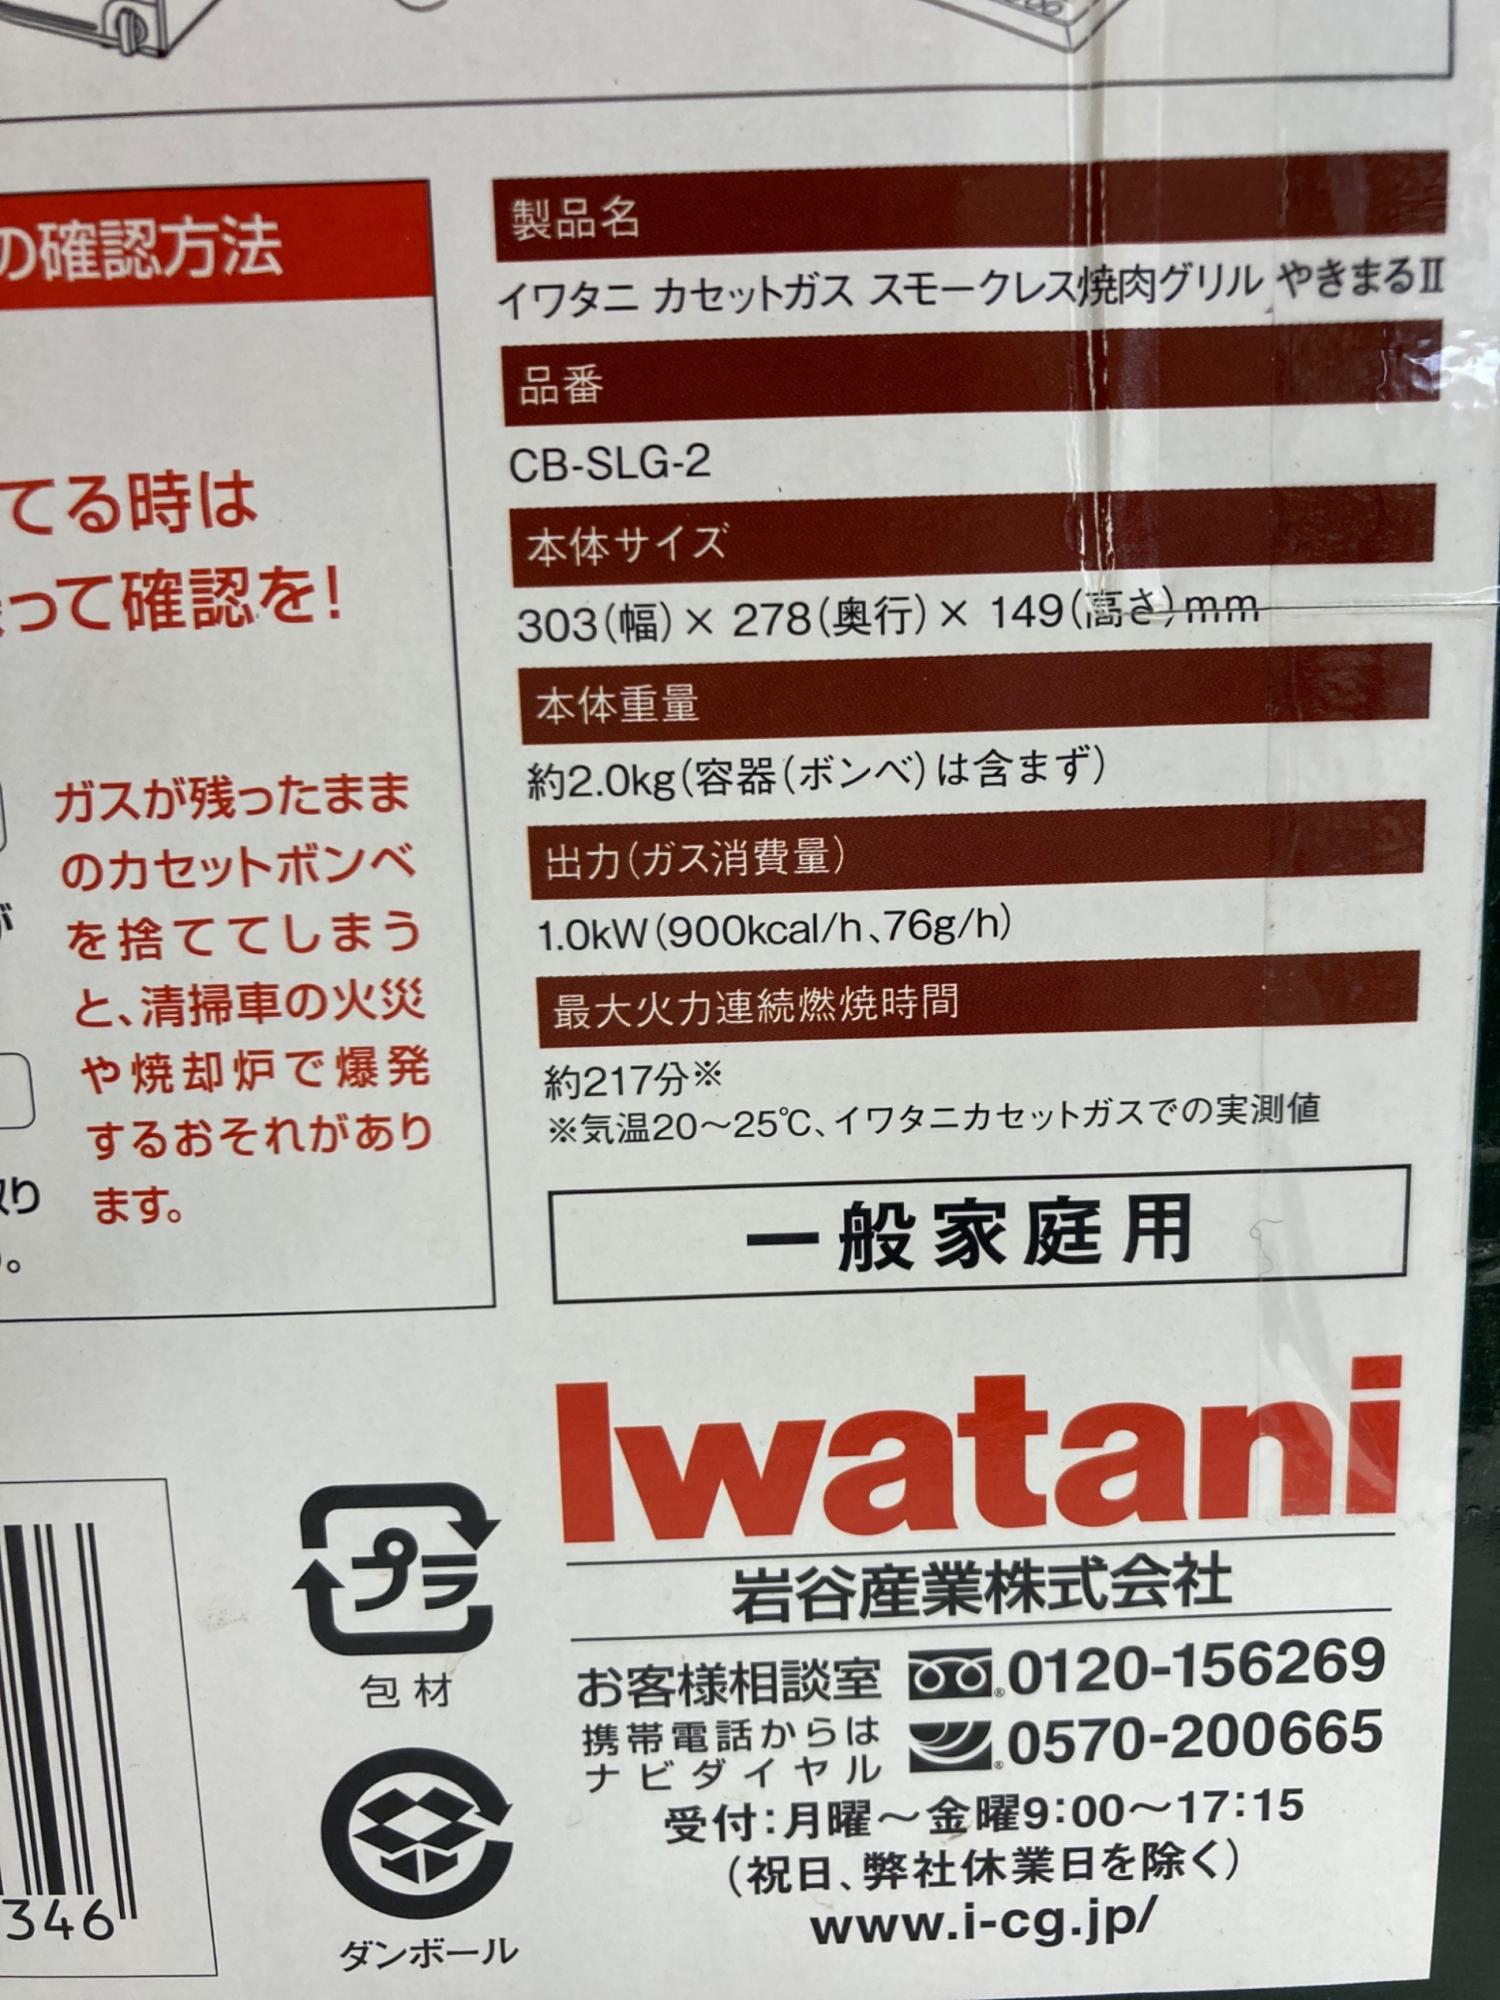 の確認方法
てる時は
って確認を!
ガスが残ったまま
のカセットボンベ
を捨ててしまう
と、清掃車の火災
や焼却炉で爆発
するおそれがあり
ます。
が
り
。
製品名
イワタニ カセットガス スモークレス焼肉グリル やきまるⅡ
品番
CB-SLG-2
本体サイズ
303(幅)× 278(奥行)× 149(高さ)mm
本体重量
約2.0kg(容器(ボンベ)は含まず)
出力(ガス消費量)
1.0kW(900kcal/h、76g/h)
最大火力連続燃焼時間
約217分※
※気温20〜25℃、イワタニカセットガスでの実測値
一般家庭用
Iwatani
岩谷産業株式会社
お客様相談室 0120-156269
携帯電話からは
ナビダイヤル 0570-200665
受付:月曜〜金曜9:00〜17:15
(祝日、弊社休業日を除く)
www.i-cg.jp/
プラ
包材
ダンボール
346